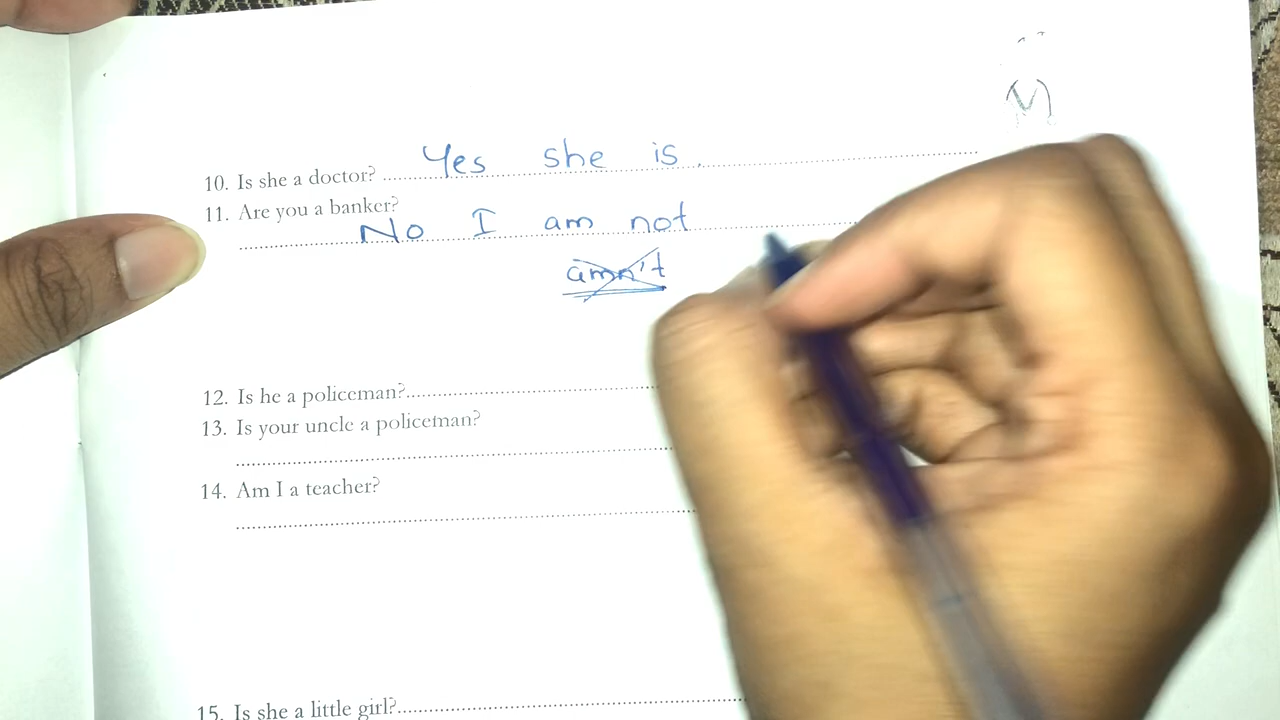 10. Is she a doctor? Yes she is.
11. Are you a banker?
No I am not
amn't
12. Is he a policeman?
13. Is your uncle a policeman?
14. Am I a teacher?
15. Is she a little girl?